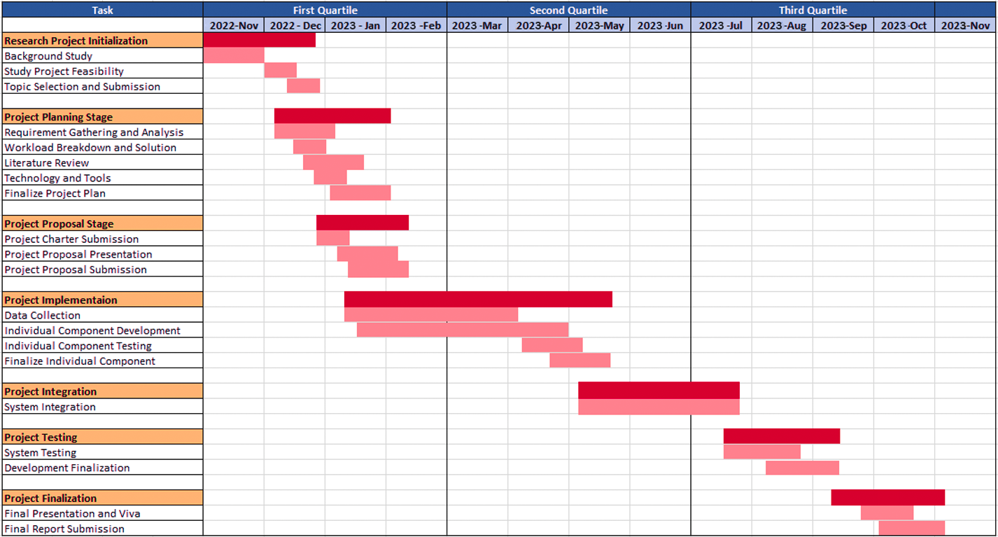 Task First Quartile Second Quartile Third Quartile
2022-Nov 2022 - Dec 2023 - Jan 2023 -Feb 2023-Mar 2023-Apr 2023-May 2023-Jun 2023 -Jul 2023-Aug 2023-Sep 2023-Oct 2023-Nov
Research Project Initialization
Background Study
Study Project Feasibility
Topic Selection and Submission
Project Planning Stage
Requirement Gathering and Analysis
Workload Breakdown and Solution
Literature Review
Technology and Tools
Finalize Project Plan
Project Proposal Stage
Project Charter Submission
Project Proposal Presentation
Project Proposal Submission
Project Implementaion
Data Collection
Individual Component Development
Individual Component Testing
Finalize Individual Component
Project Integration
System Integration
Project Testing
System Testing
Development Finalization
Project Finalization
Final Presentation and Viva
Final Report Submission